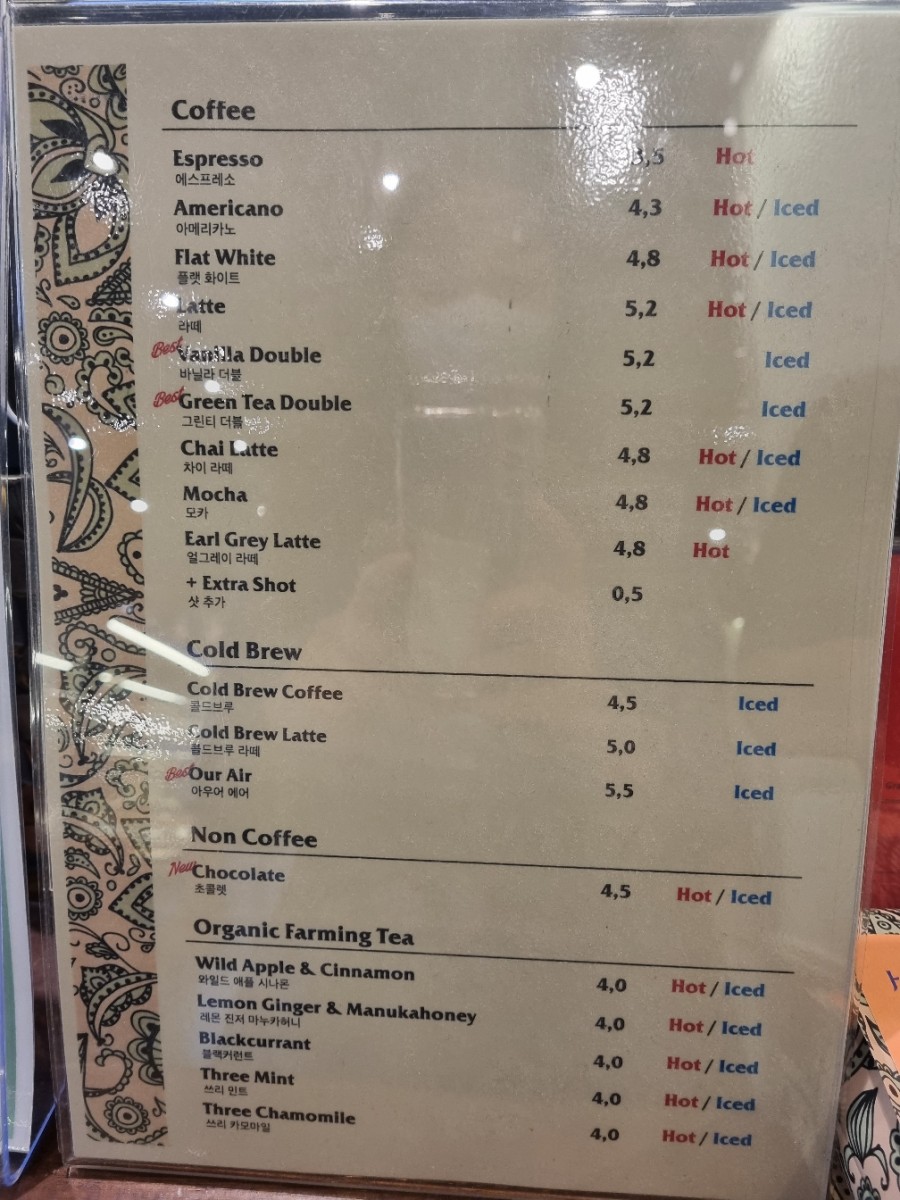 Coffee
Espresso 3,5 Hot
에스프레소
Americano 4,3 Hot / Iced
아메리카노
Flat White 4,8 Hot / Iced
플랫 화이트
Latte 5,2 Hot / Iced
라떼
Best Vanilla Double 5,2 Iced
바닐라 더블
Best Green Tea Double 5,2 Iced
그린티 더블
Chai Latte 4,8 Hot / Iced
차이 라떼
Mocha 4,8 Hot / Iced
모카
Earl Grey Latte 4,8 Hot
얼그레이 라떼
+ Extra Shot 0,5
샷 추가
Cold Brew
Cold Brew Coffee 4,5 Iced
콜드브루
Cold Brew Latte 5,0 Iced
콜드브루 라떼
Best Our Air 5,5 Iced
아우어 에어
Non Coffee
New Chocolate 4,5 Hot / Iced
초콜렛
Organic Farming Tea
Wild Apple & Cinnamon 4,0 Hot / Iced
와일드 애플 시나몬
Lemon Ginger & Manukahoney 4,0 Hot / Iced
레몬 진저 마누카허니
Blackcurrant 4,0 Hot / Iced
블랙커런트
Three Mint 4,0 Hot / Iced
쓰리 민트
Three Chamomile 4,0 Hot / Iced
쓰리 카모마일